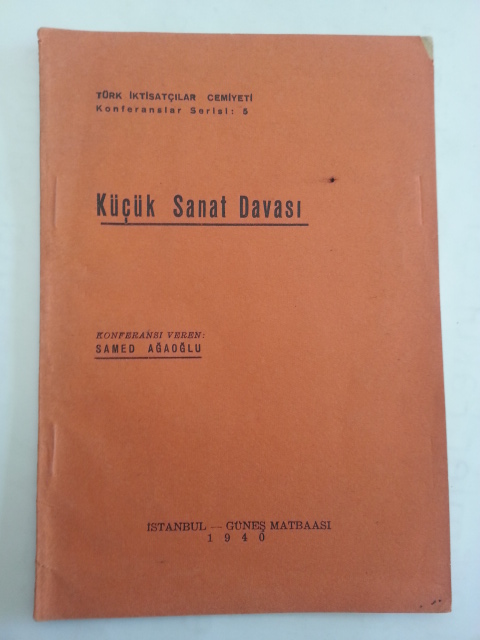 TÜRK İKTİSATÇILAR CEMİYETİ
Konferanslar Serisi: 5
Küçük Sanat Davası
KONFERANSI VEREN:
SAMED AĞAOĞLU
İSTANBUL — GÜNEŞ MATBAASI
1940